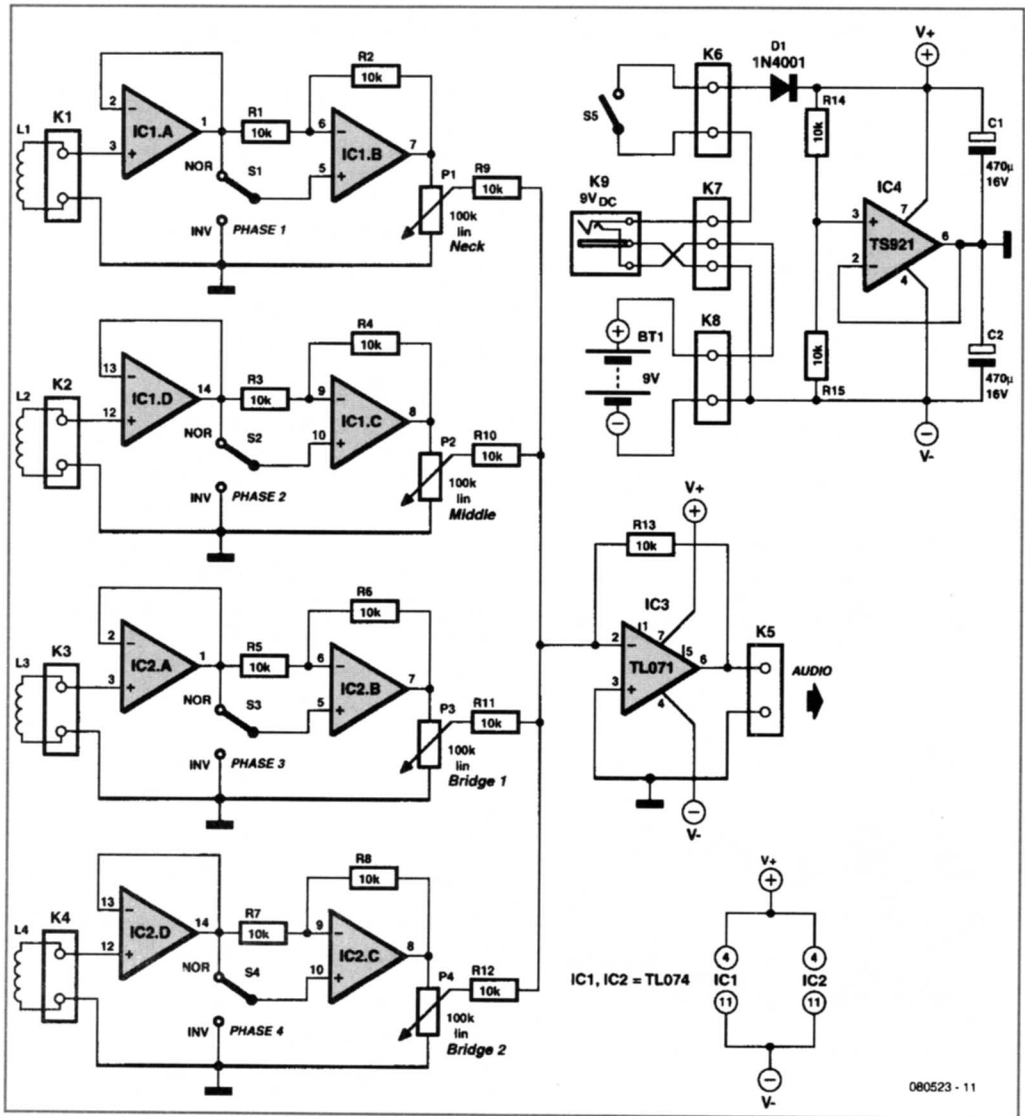 L1
K1
2
−
3
+
IC1.A
1
R1
10k
R2
10k
6
−
5
+
IC1.B
7
NOR
S1
INV
PHASE 1
P1
100k
lin
Neck
R9
10k
L2
K2
13
−
12
+
IC1.D
14
R3
10k
R4
10k
9
−
10
+
IC1.C
8
NOR
S2
INV
PHASE 2
P2
100k
lin
Middle
R10
10k
L3
K3
2
−
3
+
IC2.A
1
R5
10k
R6
10k
6
−
5
+
IC2.B
7
NOR
S3
INV
PHASE 3
P3
100k
lin
Bridge 1
R11
10k
L4
K4
13
−
12
+
IC2.D
14
R7
10k
R8
10k
9
−
10
+
IC2.C
8
NOR
S4
INV
PHASE 4
P4
100k
lin
Bridge 2
R12
10k
S5
K6
D1
1N4001
V+
+
K9
9VDC
K7
BT1
+
9V
−
K8
R14
10k
10k
R15
IC4
TS921
3
+
2
−
7
6
4
C1
470µ
16V
C2
470µ
16V
−
V-
V+
+
R13
10k
IC3
TL071
1
2
−
3
+
7
5
6
4
K5
AUDIO
−
V-
V+
+
4
4
IC1, IC2 = TL074
IC1
IC2
11
11
−
V-
080523 - 11